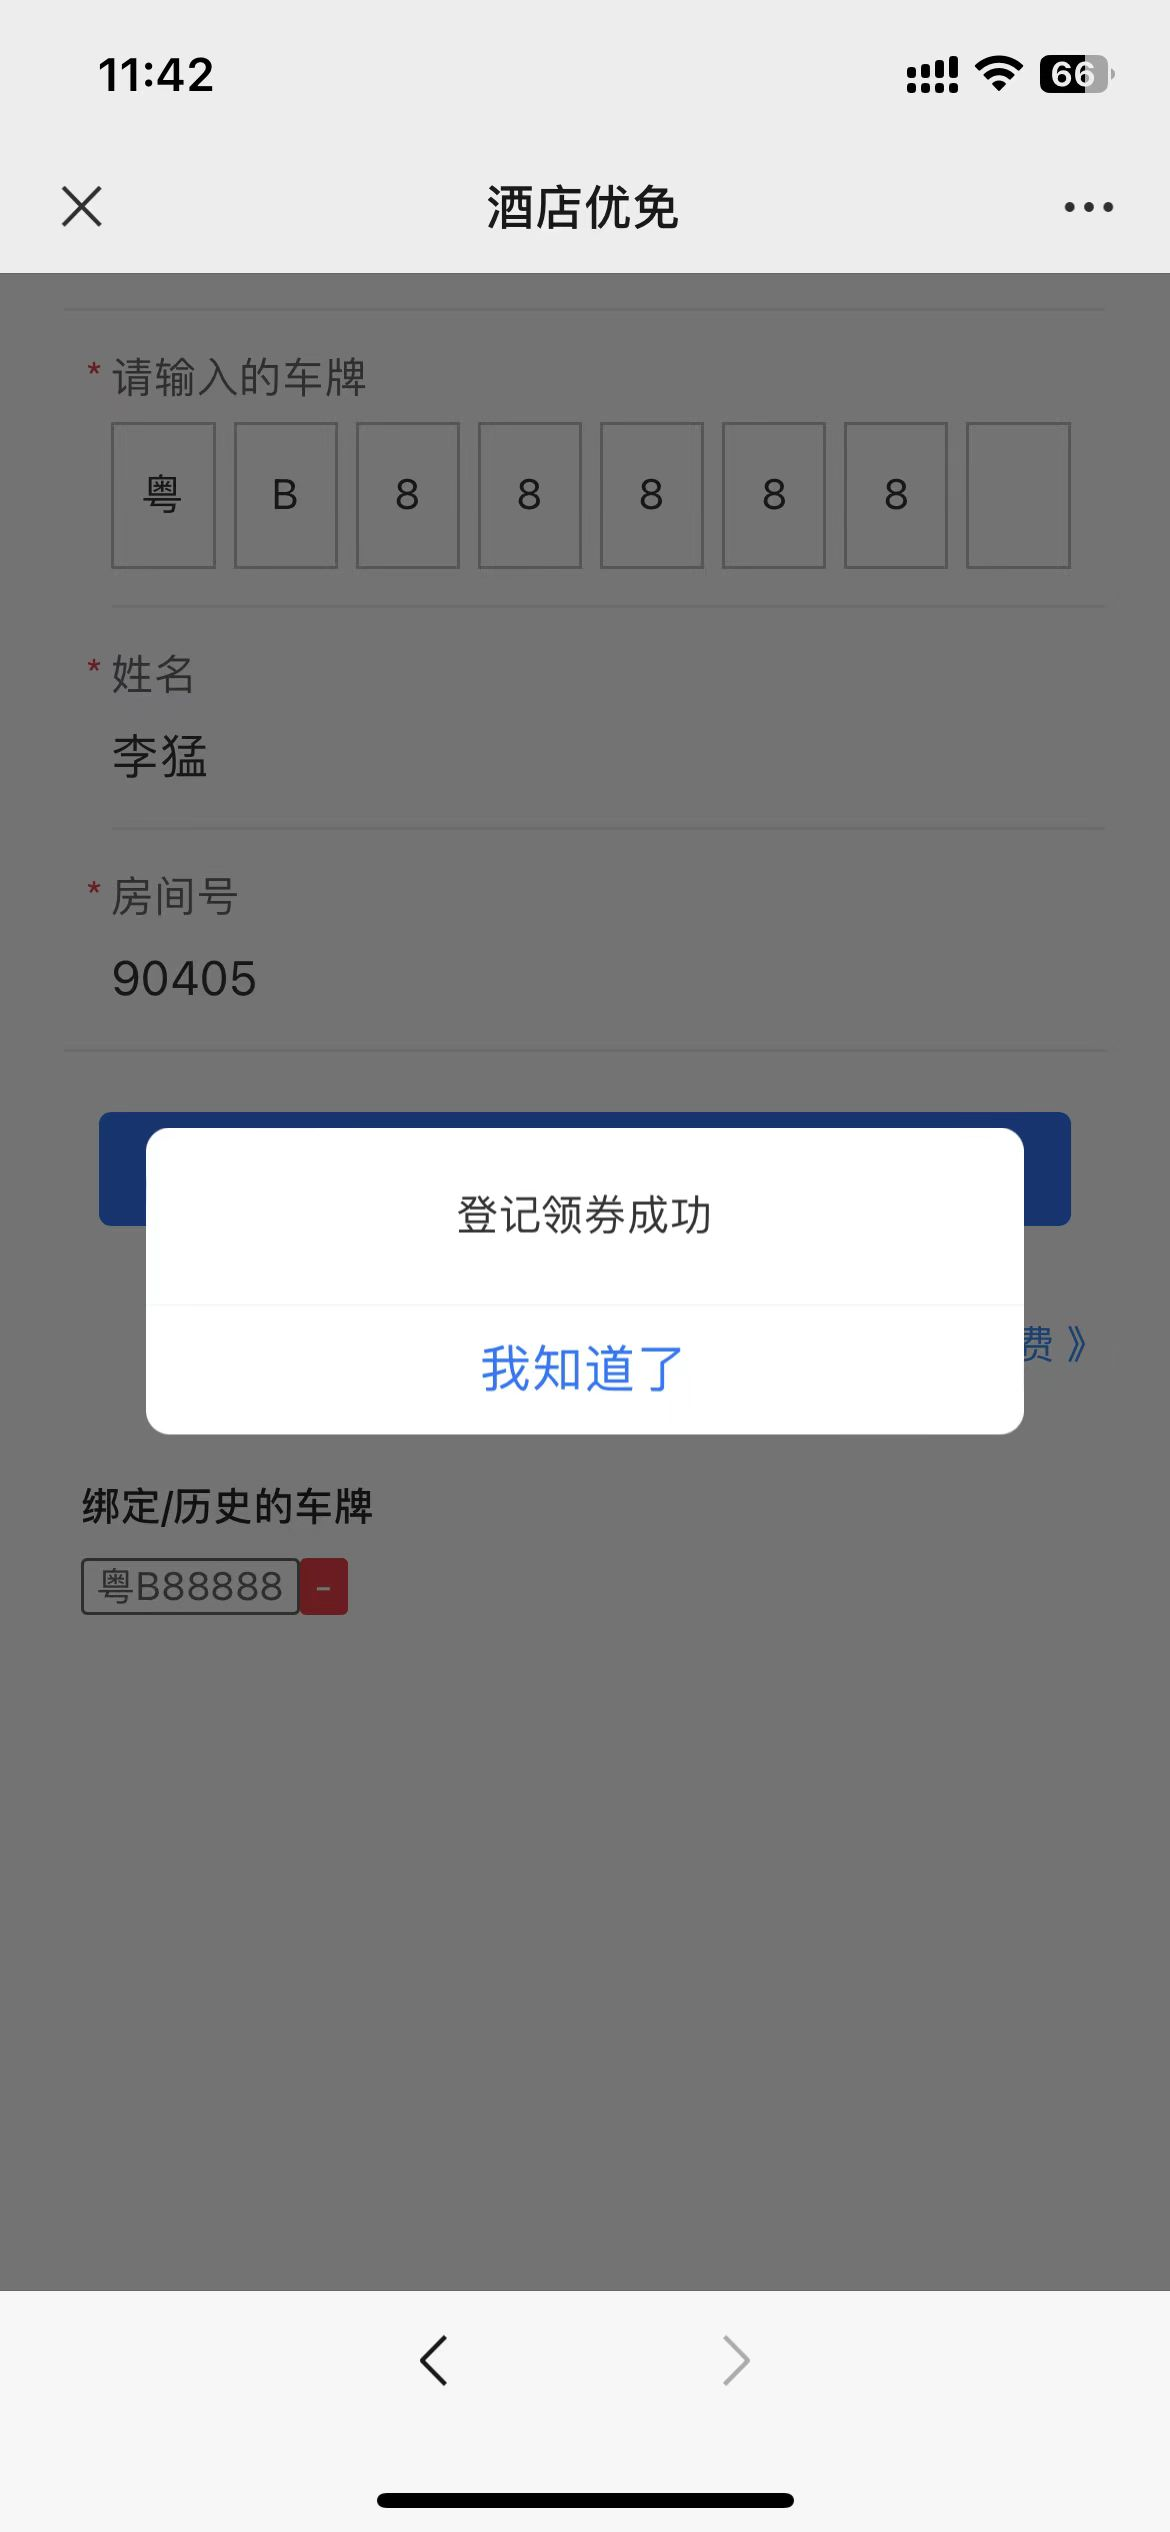 11:42
66
酒店优免
* 请输入的车牌
粤 B 8 8 8 8 8
* 姓名
李猛
* 房间号
90405
登记领券成功
我知道了
费 》
绑定/历史的车牌
粤B88888 -